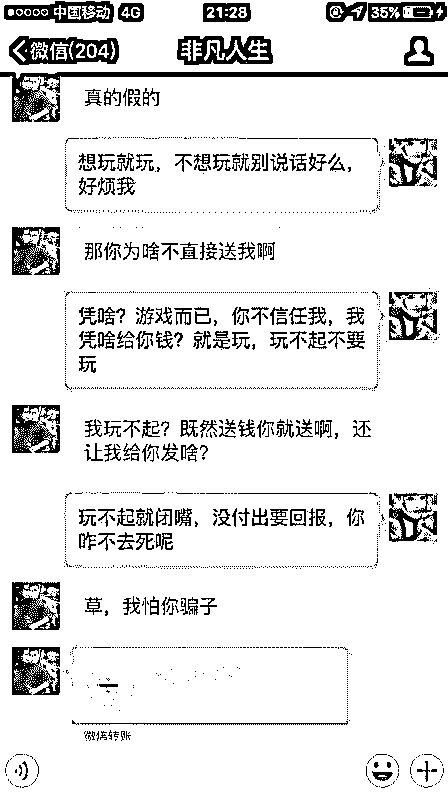 中国移动 4G 21:28 35%
微信(204) 非凡人生
真的假的
想玩就玩，不想玩就别说话好么，
好烦我
那你为啥不直接送我啊
凭啥？游戏而已，你不信任我，我
凭啥给你钱？就是玩，玩不起不要
玩
我玩不起？既然送钱你就送啊，还
让我给你发啥？
玩不起就闭嘴，没付出要回报，你
咋不去死呢
草，我怕你骗子
微信转账